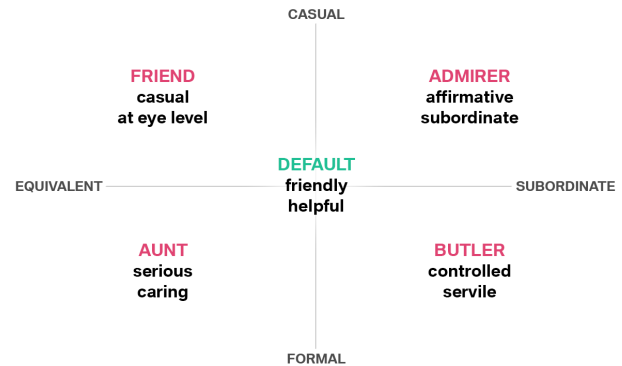 CASUAL
FRIEND
casual
at eye level
ADMIRER
affirmative
subordinate
DEFAULT
friendly
helpful
EQUIVALENT
SUBORDINATE
AUNT
serious
caring
BUTLER
controlled
servile
FORMAL